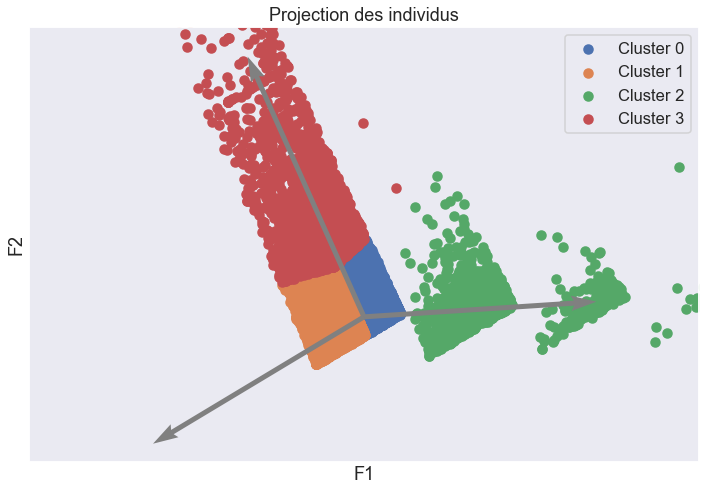 Projection des individus
Cluster 0
Cluster 1
Cluster 2
Cluster 3
F2
F1